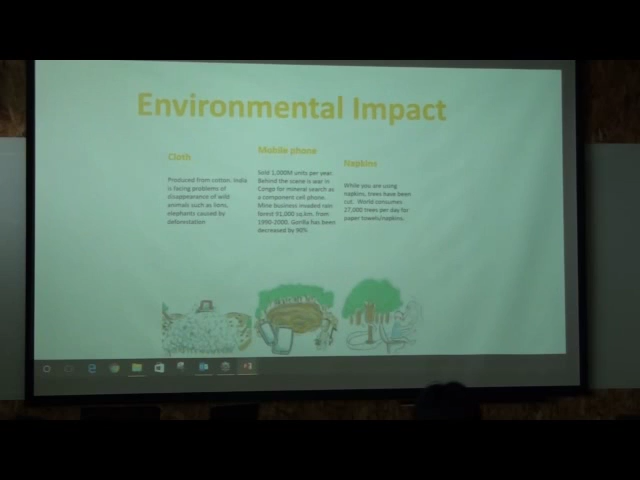 Environmental Impact
Cloth
Produced from cotton. India
is facing problems of
disappearance of wild
animals such as lions,
elephants caused by
deforestation
Mobile phone
Sold 1,000M units per year.
Behind the scene is war in
Congo for mineral search as
a component cell phone.
Mine business invaded rain
forest 91,000 sq.km. from
1990-2000. Gorilla has been
decreased by 90%
Napkins
While you are using
napkins, trees have been
cut. World consumes
27,000 trees per day for
paper towels/napkins.